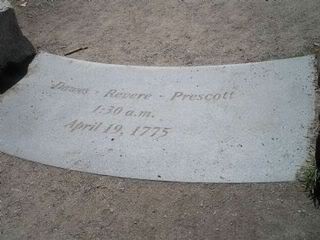 Dawes - Revere - Prescott
1:30 a.m.
April 19, 1775